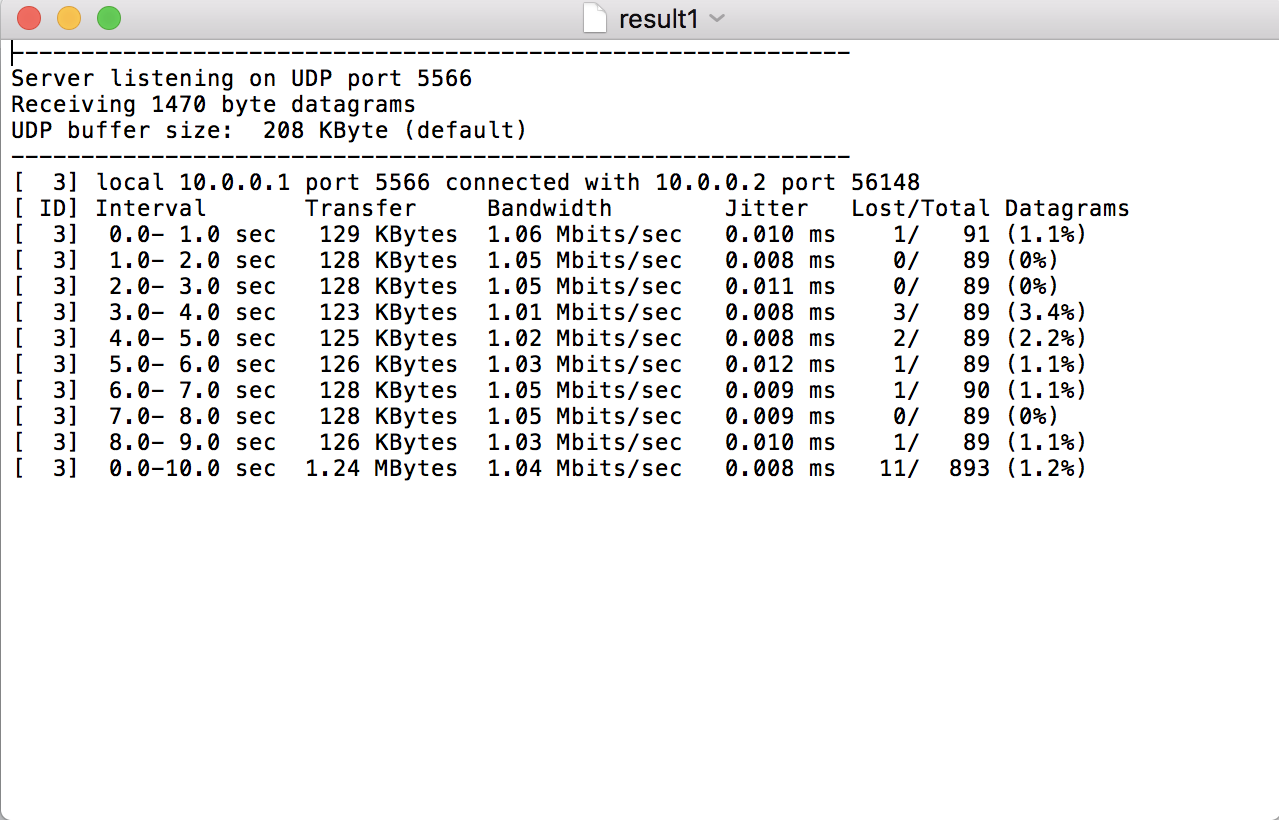 result1
------------------------------------------------------------
Server listening on UDP port 5566
Receiving 1470 byte datagrams
UDP buffer size:  208 KByte (default)
------------------------------------------------------------
[  3] local 10.0.0.1 port 5566 connected with 10.0.0.2 port 56148
[ ID] Interval       Transfer     Bandwidth        Jitter   Lost/Total Datagrams
[  3]  0.0- 1.0 sec   129 KBytes  1.06 Mbits/sec   0.010 ms    1/   91 (1.1%)
[  3]  1.0- 2.0 sec   128 KBytes  1.05 Mbits/sec   0.008 ms    0/   89 (0%)
[  3]  2.0- 3.0 sec   128 KBytes  1.05 Mbits/sec   0.011 ms    0/   89 (0%)
[  3]  3.0- 4.0 sec   123 KBytes  1.01 Mbits/sec   0.008 ms    3/   89 (3.4%)
[  3]  4.0- 5.0 sec   125 KBytes  1.02 Mbits/sec   0.008 ms    2/   89 (2.2%)
[  3]  5.0- 6.0 sec   126 KBytes  1.03 Mbits/sec   0.012 ms    1/   89 (1.1%)
[  3]  6.0- 7.0 sec   128 KBytes  1.05 Mbits/sec   0.009 ms    1/   90 (1.1%)
[  3]  7.0- 8.0 sec   128 KBytes  1.05 Mbits/sec   0.009 ms    0/   89 (0%)
[  3]  8.0- 9.0 sec   126 KBytes  1.03 Mbits/sec   0.010 ms    1/   89 (1.1%)
[  3]  0.0-10.0 sec  1.24 MBytes  1.04 Mbits/sec   0.008 ms   11/  893 (1.2%)